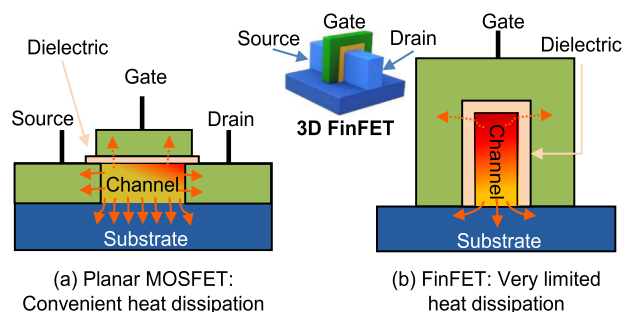 Dielectric
Gate
Source
Drain
Channel
Substrate
(a) Planar MOSFET:
Convenient heat dissipation
Gate
Source
Drain
3D FinFET
Gate
Dielectric
Channel
Substrate
(b) FinFET: Very limited
heat dissipation